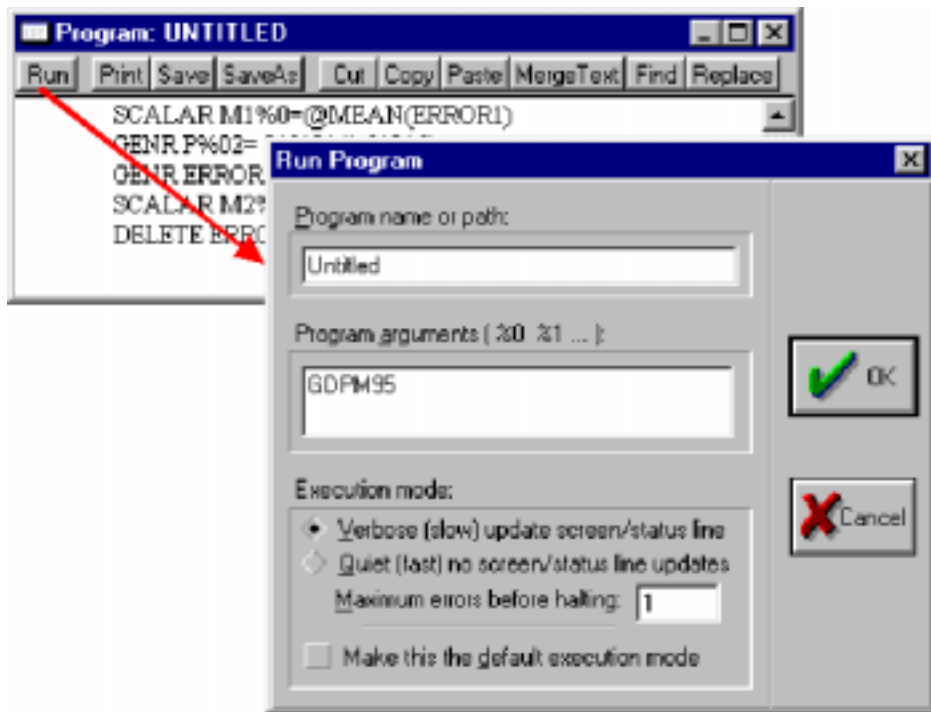 Program: UNTITLED
Run Print Save SaveAs Cut Copy Paste MergeText Find Replace
SCALAR M1%0=@MEAN(ERROR1)
GENR P%02=
GENR ERROR
SCALAR M2%
DELETE ERRO
Run Program
Program name or path:
Untitled
Program arguments ( %0 %1 ... ):
GDPM95
OK
Execution mode:
Verbose (slow) update screen/status line
Cancel
Quiet (fast) no screen/status line updates
Maximum errors before halting: 1
Make this the default execution mode